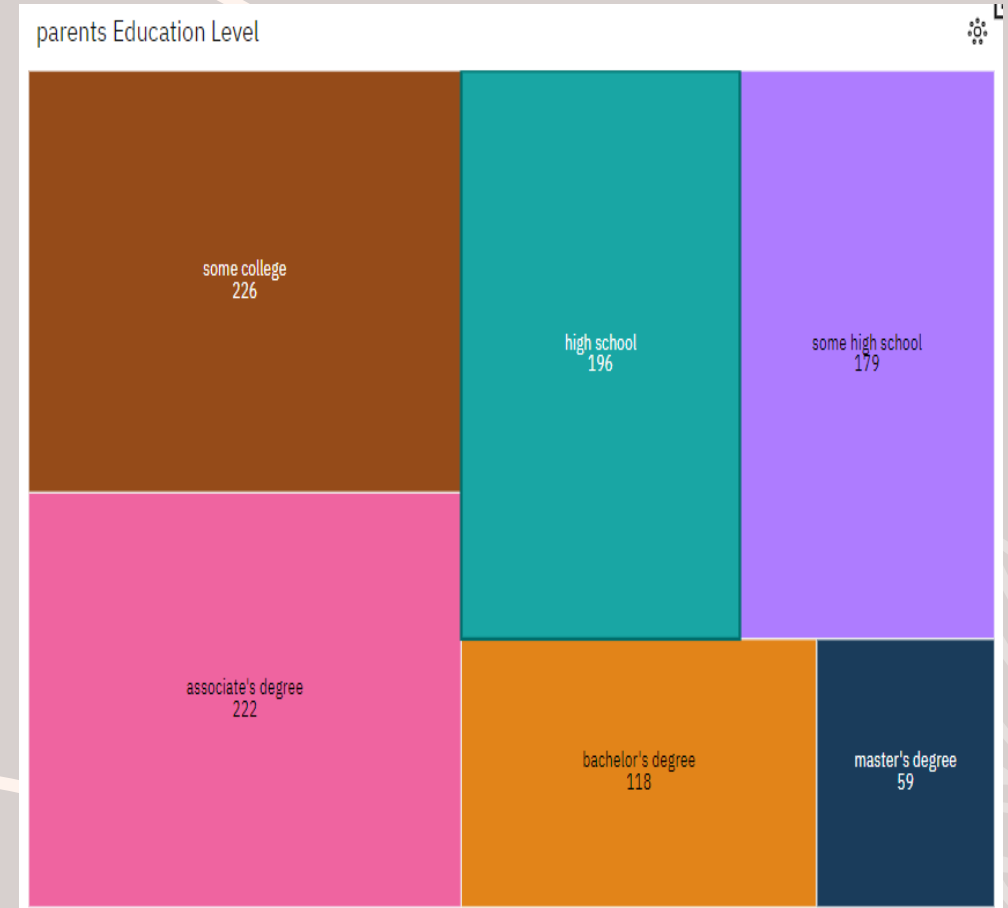 parents Education Level
some college
226
high school
196
some high school
179
associate's degree
222
bachelor's degree
118
master's degree
59